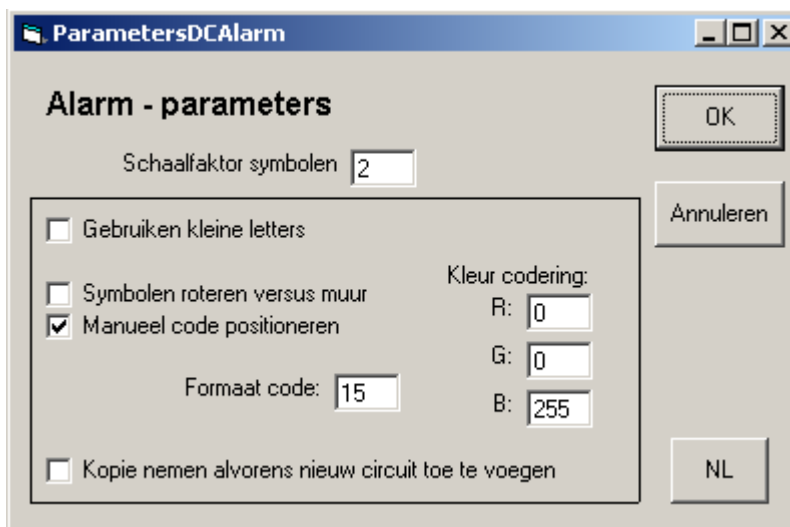 ParametersDCAlarm
Alarm - parameters
OK
Schaalfaktor symbolen 2
Annuleren
Gebruiken kleine letters
Symbolen roteren versus muur
Manueel code positioneren
Kleur codering:
R: 0
G: 0
B: 255
Formaat code: 15
Kopie nemen alvorens nieuw circuit toe te voegen
NL